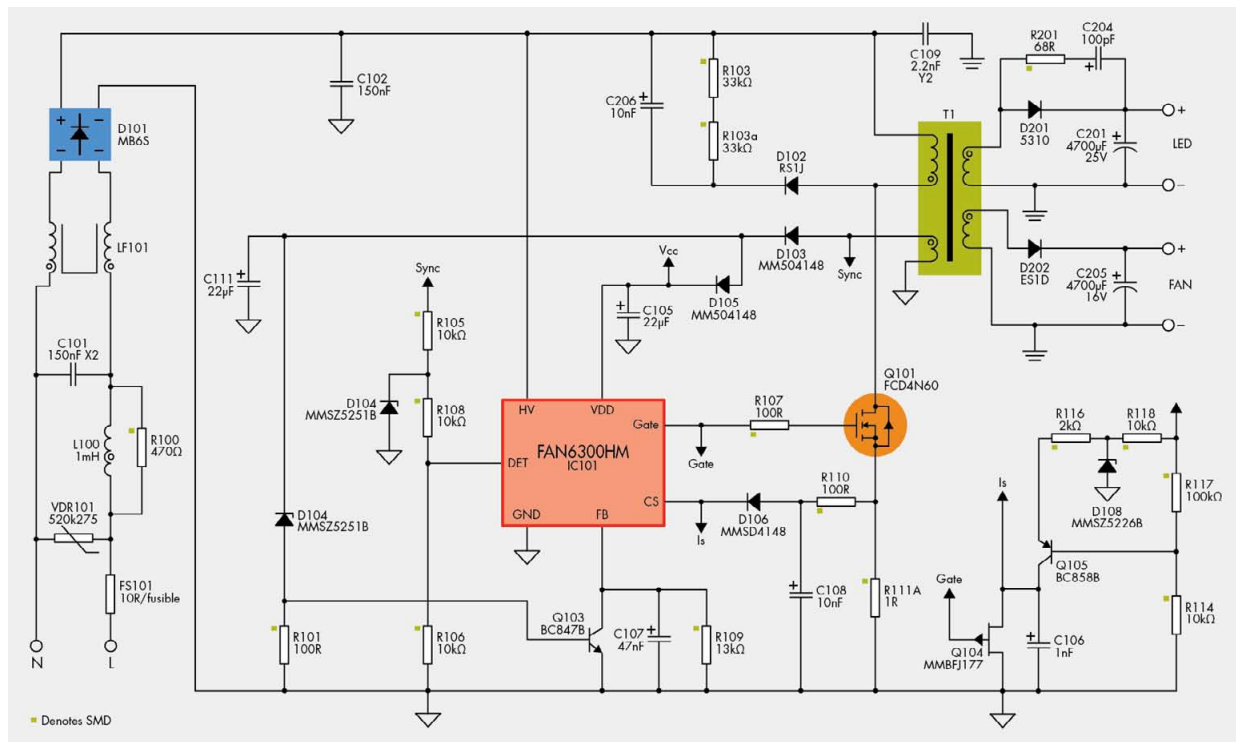 C102
150nF
C206
10nF
R103
33kΩ
R103a
33kΩ
C109
2.2nF
Y2
R201
68R
C204
100pF
D101
MB6S
T1
D201
5310
C201
4700µF
25V
+
LED
−
D102
RS1J
LF101
C111
22µF
Sync
Vcc
D103
MM504148
Sync
D105
MM504148
C105
22µF
D202
ES1D
C205
4700µF
16V
+
FAN
−
R105
10kΩ
C101
150nF X2
D104
MMSZ5251B
R108
10kΩ
Q101
FCD4N60
HV
VDD
Gate
FAN6300HM
IC101
DET
CS
GND
FB
R107
100R
Gate
R110
100R
D106
MMSD4148
Is
L100
1mH
R100
470Ω
VDR101
520k275
FS101
10R/fusible
N
L
D104
MMSZ5251B
R101
100R
R106
10kΩ
Q103
BC847B
C107
47nF
R109
13kΩ
C108
10nF
R111A
1R
R116
2kΩ
R118
10kΩ
Is
D108
MMSZ5226B
R117
100kΩ
Q105
BC858B
Gate
R114
10kΩ
Q104
MMBFJ177
C106
1nF
Denotes SMD